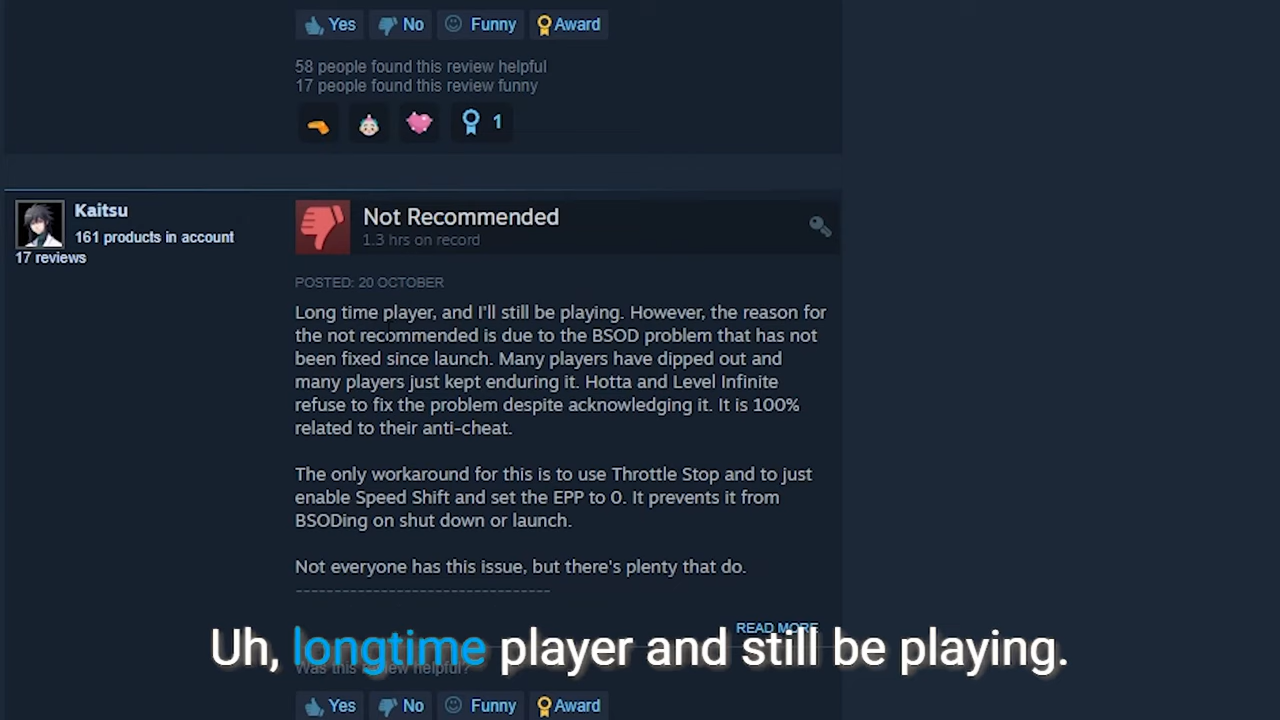 Yes No Funny Award
58 people found this review helpful
17 people found this review funny
1
Kaitsu
161 products in account
17 reviews
Not Recommended
1.3 hrs on record
POSTED: 20 OCTOBER
Long time player, and I'll still be playing. However, the reason for
the not recommended is due to the BSOD problem that has not
been fixed since launch. Many players have dipped out and
many players just kept enduring it. Hotta and Level Infinite
refuse to fix the problem despite acknowledging it. It is 100%
related to their anti-cheat.
The only workaround for this is to use Throttle Stop and to just
enable Speed Shift and set the EPP to 0. It prevents it from
BSODing on shut down or launch.
Not everyone has this issue, but there's plenty that do.
---------------------------------
READ MORE
Uh, longtime player and still be playing.
Was this review helpful?
Yes No Funny Award